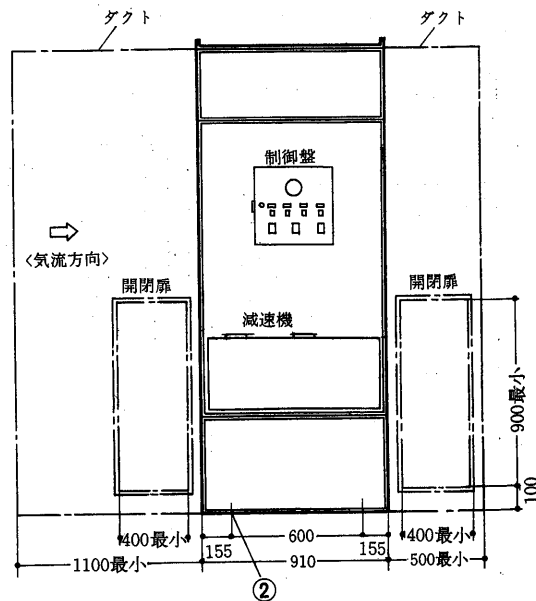 ダクト
ダクト
制御盤
<気流方向>
開閉扉
開閉扉
減速機
900最小
100
400最小
600
400最小
155
155
1100最小
910
500最小
②